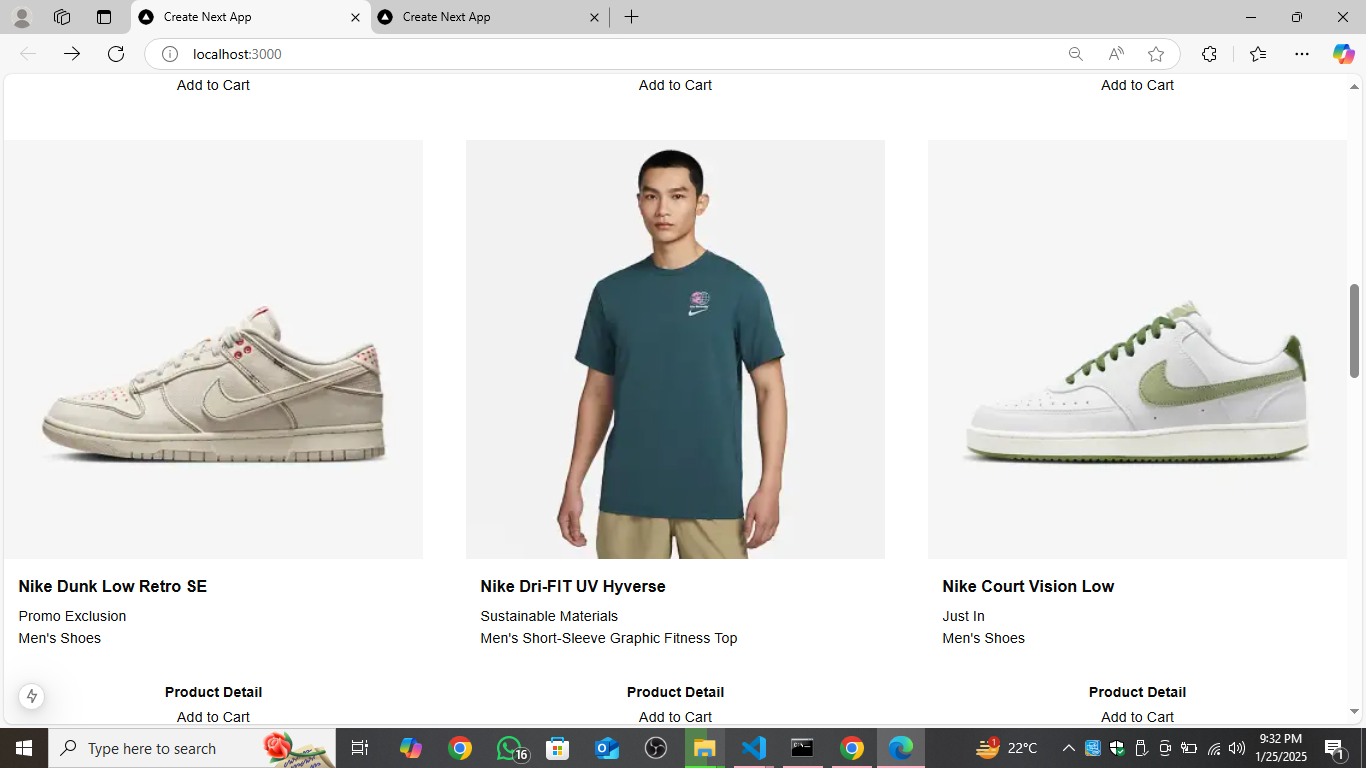 Create Next App
Create Next App
localhost:3000
Add to Cart Add to Cart Add to Cart
Nike Dunk Low Retro SE
Promo Exclusion
Men's Shoes
Nike Dri-FIT UV Hyverse
Sustainable Materials
Men's Short-Sleeve Graphic Fitness Top
Nike Court Vision Low
Just In
Men's Shoes
Product Detail Product Detail Product Detail
Add to Cart Add to Cart Add to Cart
Type here to search
16
1
22°C
9:32 PM
1/25/2025
1